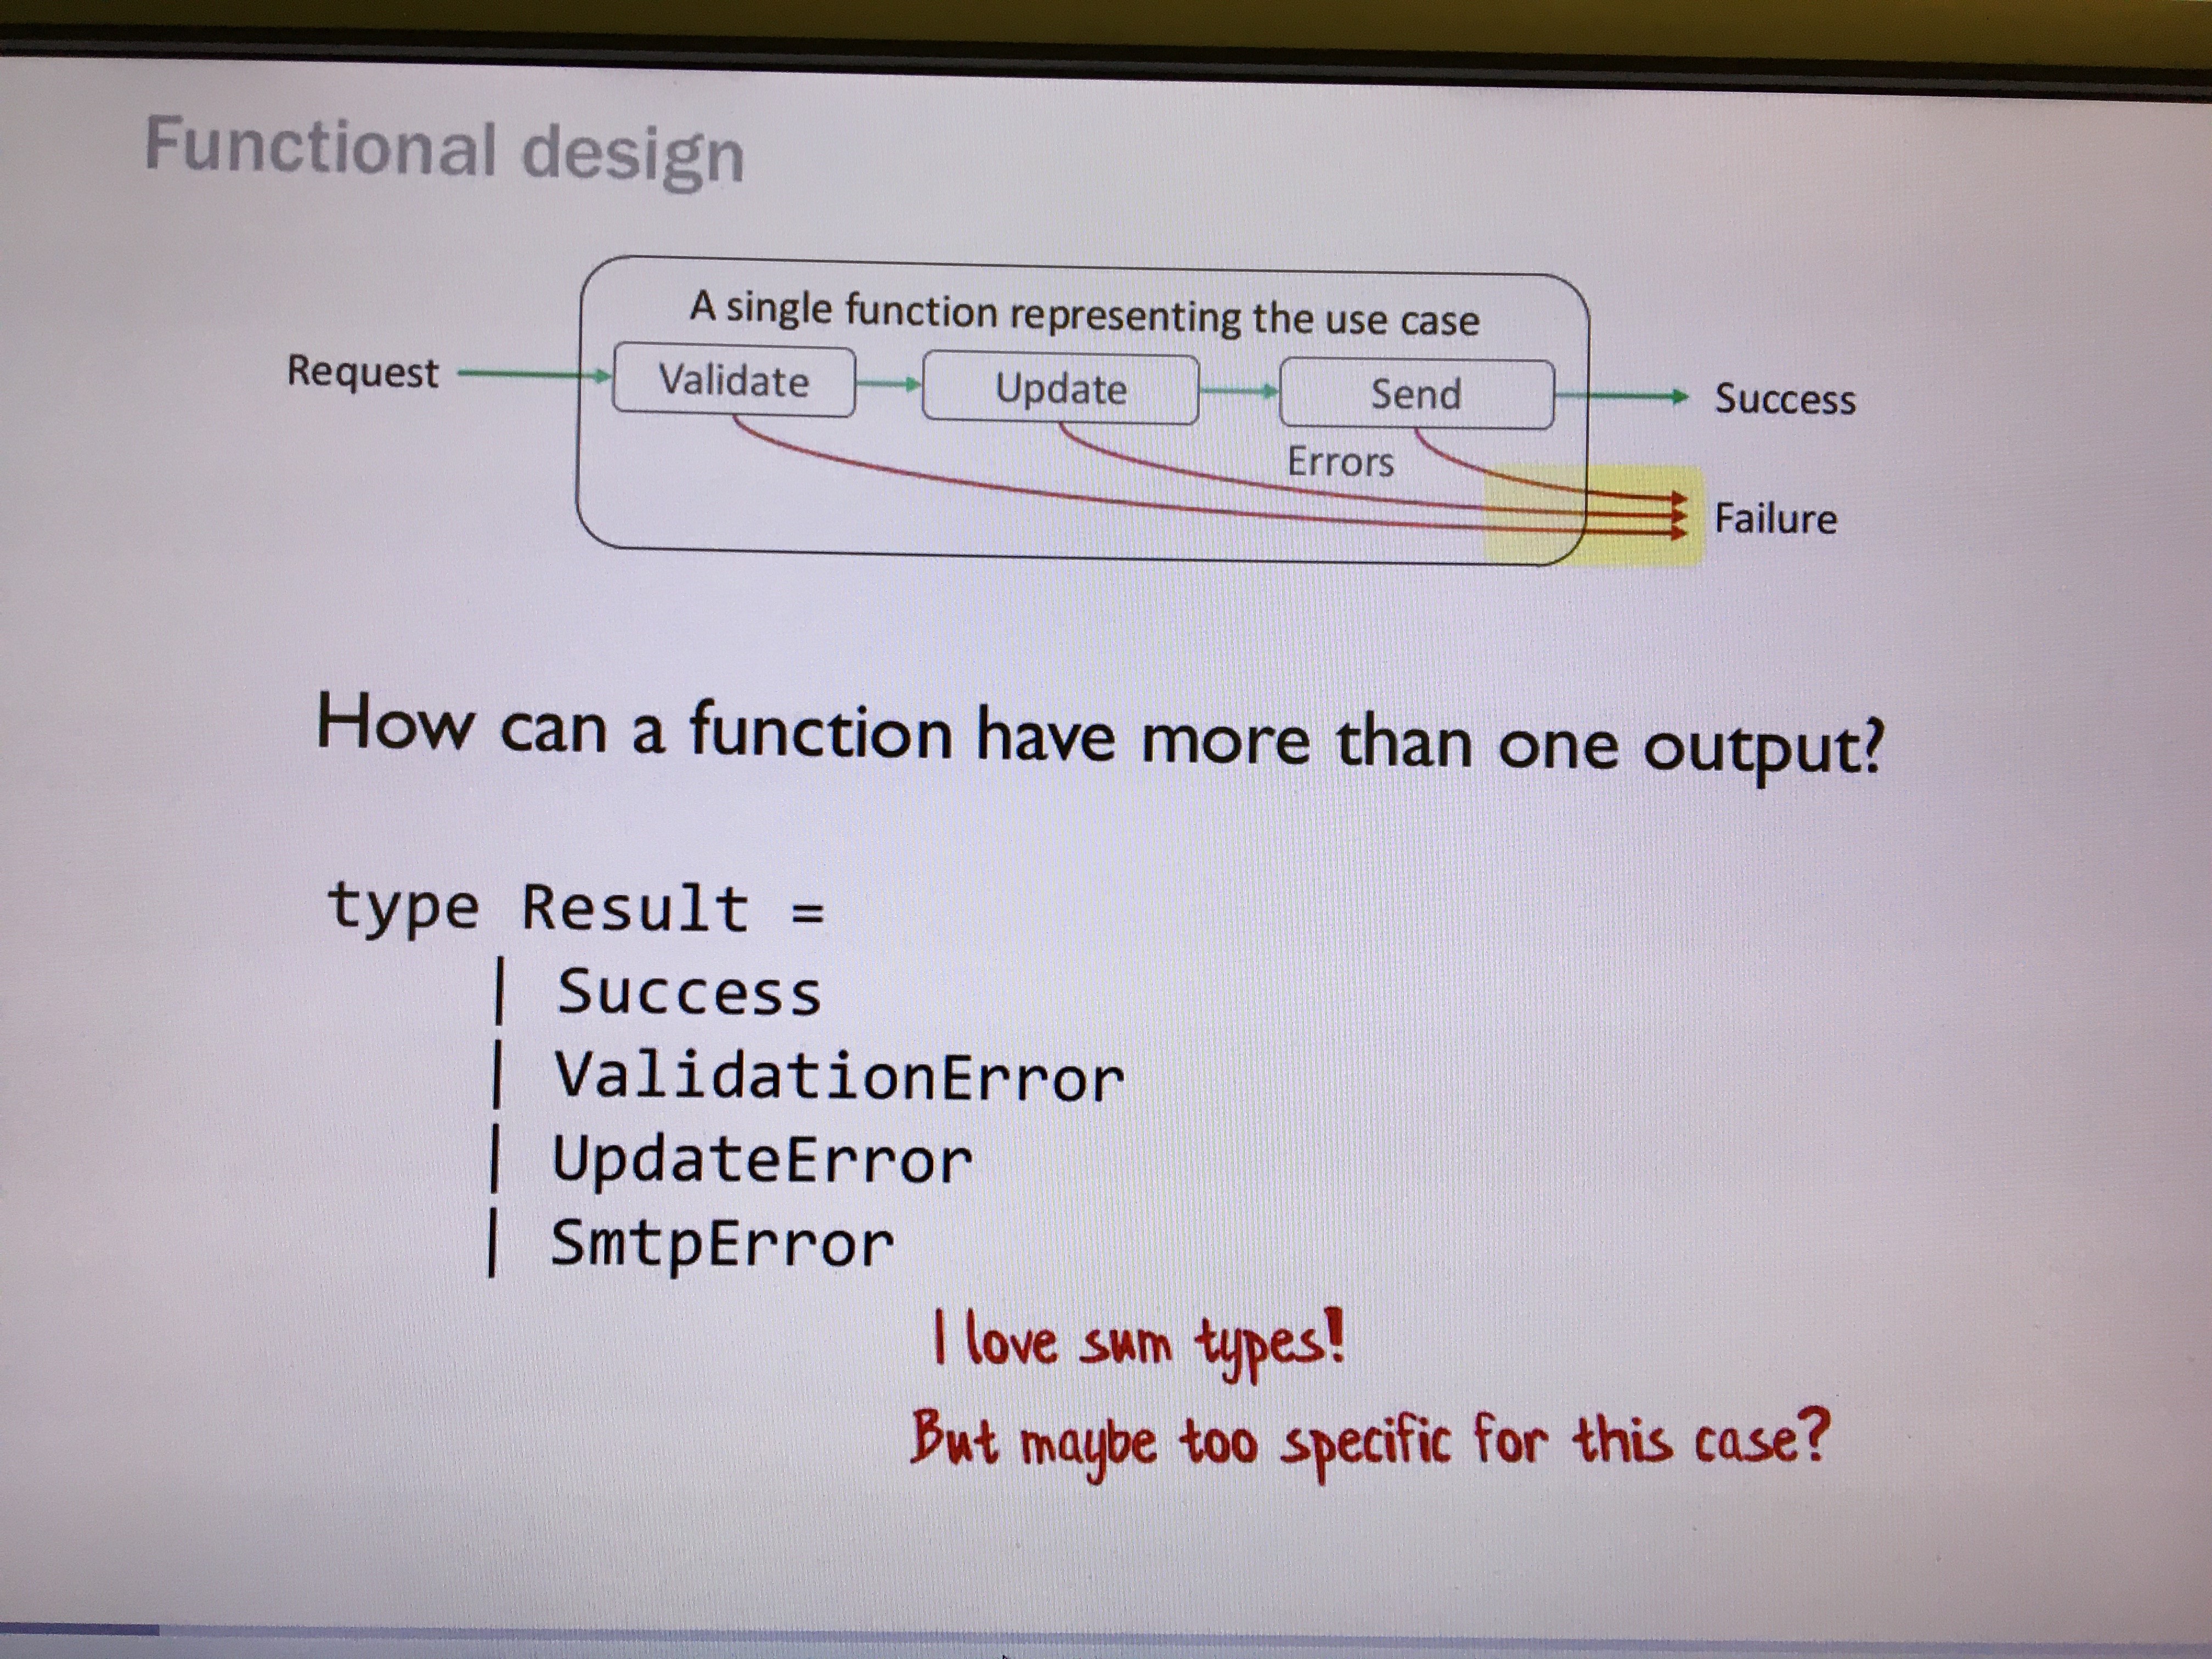 Functional design
A single function representing the use case
Request
Validate
Update
Send
Success
Errors
Failure
How can a function have more than one output?
type Result =
| Success
| ValidationError
| UpdateError
| SmtpError
I love sum types!
But maybe too specific for this case?